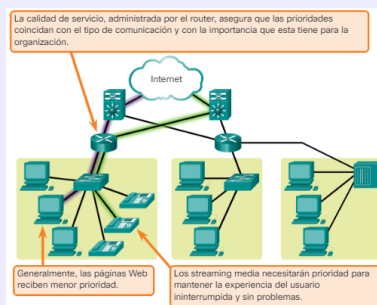 La calidad de servicio, administrada por el router, asegura que las prioridades
coincidan con el tipo de comunicación y con la importancia que esta tiene para la
organización.
Internet
Generalmente, las páginas Web
reciben menor prioridad.
Los streaming media necesitarán prioridad para
mantener la experiencia del usuario
ininterrumpida y sin problemas.